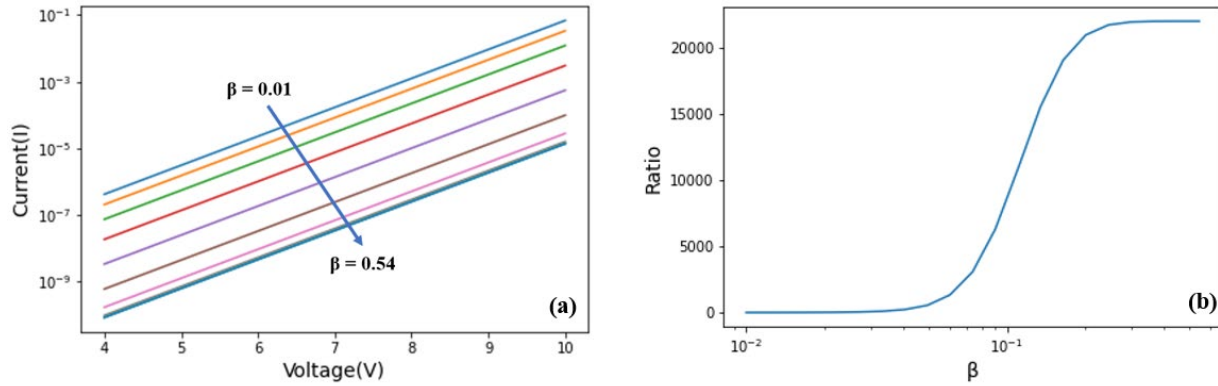 10⁻¹
10⁻³
10⁻⁵
10⁻⁷
10⁻⁹
Current(I)
β = 0.01
β = 0.54
(a)
4 5 6 7 8 9 10
Voltage(V)
20000
15000
10000
5000
0
Ratio
(b)
10⁻² 10⁻¹
β